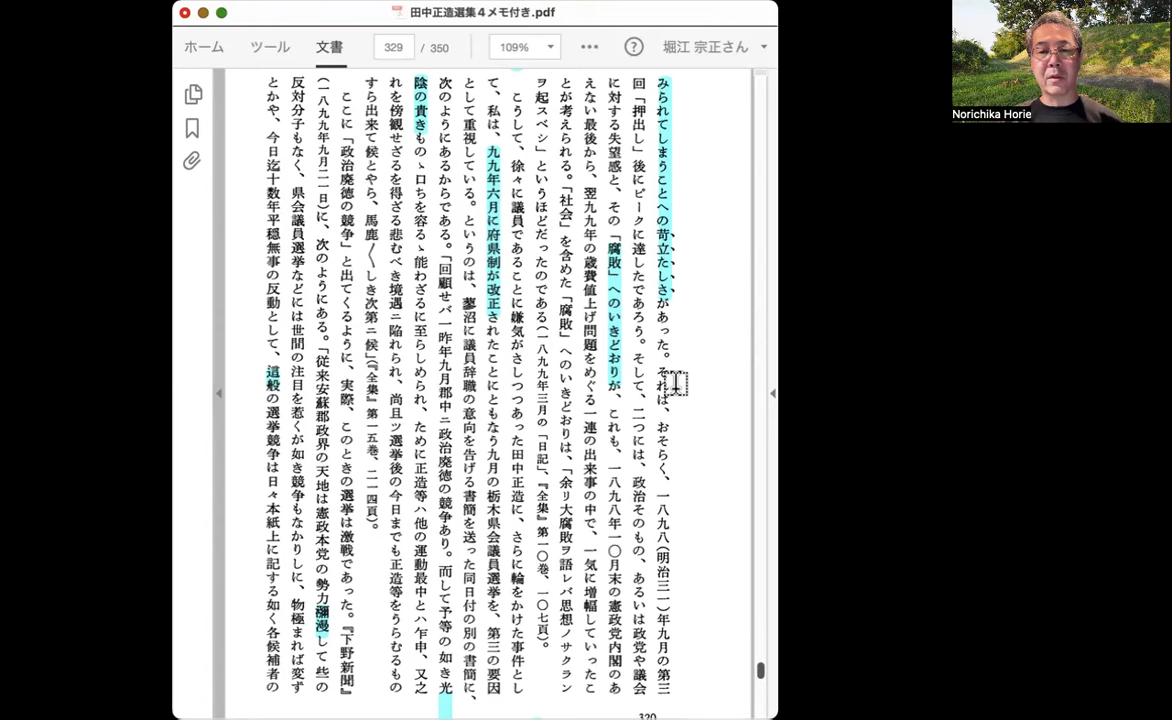 田中正造選集４メモ付き.pdf
ホーム
ツール
文書
329
/ 350
109%
堀江 宗正さん
Norichika Horie
みられてしまうことへの苛立たしさがあった。それは、おそらく、一八九八(明治三一)年九月の第三
回「押出し」後にピークに達したであろう。そして、二つには、政治そのもの、あるいは政党や議会
に対する失望感と、その「腐敗」へのいきどおりが、これも、一八九八年一〇月末の憲政党内閣のあ
えない最後から、翌九九年の歳費値上げ問題をめぐる一連の出来事の中で、一気に増幅していったこ
とが考えられる。「社会」を含めた「腐敗」へのいきどおりは、「余リ大腐敗ヲ語レバ思想ノサクラン
ヲ起スベシ」というほどだったのである(一八九九年三月の「日記」、『全集』第一〇巻、一〇七頁)。
こうして、徐々に議員であることに嫌気がさしつつあった田中正造に、さらに輪をかけた事件とし
て、私は、九九年六月に府県制が改正されたことにともなう九月の栃木県会議員選挙を、第三の要因
として重視している。というのは、蓼沼に議員辞職の意向を告げる書簡を送った同日付の別の書簡に、
次のようにあるからである。「回顧せバ一昨年九月郡中ニ政治廃徳の競争あり。而して予等の如き光
陰の貴きものゝ口ちを容るゝ能わざるに至らしめられ、ために正造等ハ他の運動最中とハ乍申、又之
れを傍観せざるを得ざる悲むべき境遇ニ陥れられ、尚且ツ選挙後の今日までも正造等をうらむるもの
すら出来て候とやら、馬鹿〱しき次第ニ候」(『全集』第一五巻、二一四頁)。
ここに「政治廃徳の競争」と出てくるように、実際、このときの選挙は激戦であった。『下野新聞』
(一八九九年九月二一日)に、次のようにある。「従来安蘇郡政界の天地は憲政本党の勢力瀰漫して些の
反対分子もなく、県会議員選挙などには世間の注目を惹くが如き競争もなかりしに、物極まれば変ず
とかや、今日迄十数年平穏無事の反動として、這般の選挙競争は日々本紙上に記する如く各候補者の